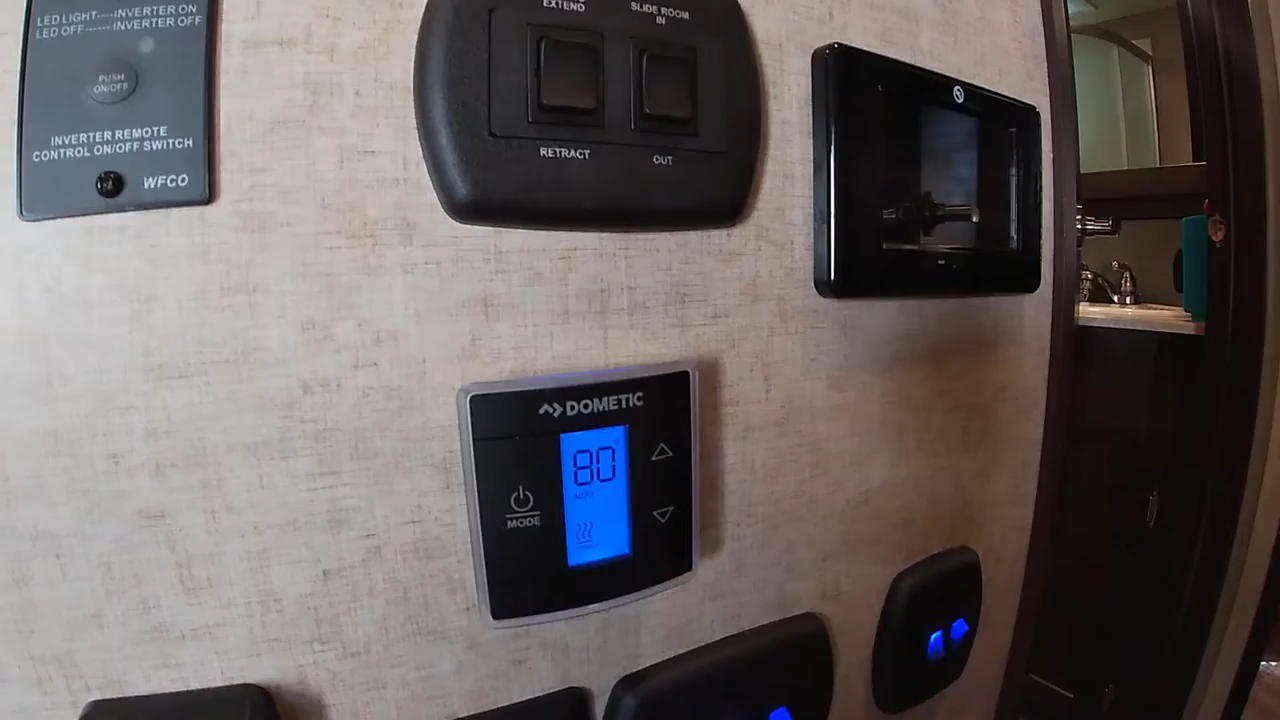 LED LIGHT----INVERTER ON
LED OFF------INVERTER OFF
PUSH
ON/OFF
INVERTER REMOTE
CONTROL ON/OFF SWITCH
WFCO
EXTEND
RETRACT
SLIDE ROOM
IN
OUT
DOMETIC
80°
AUTO
MODE